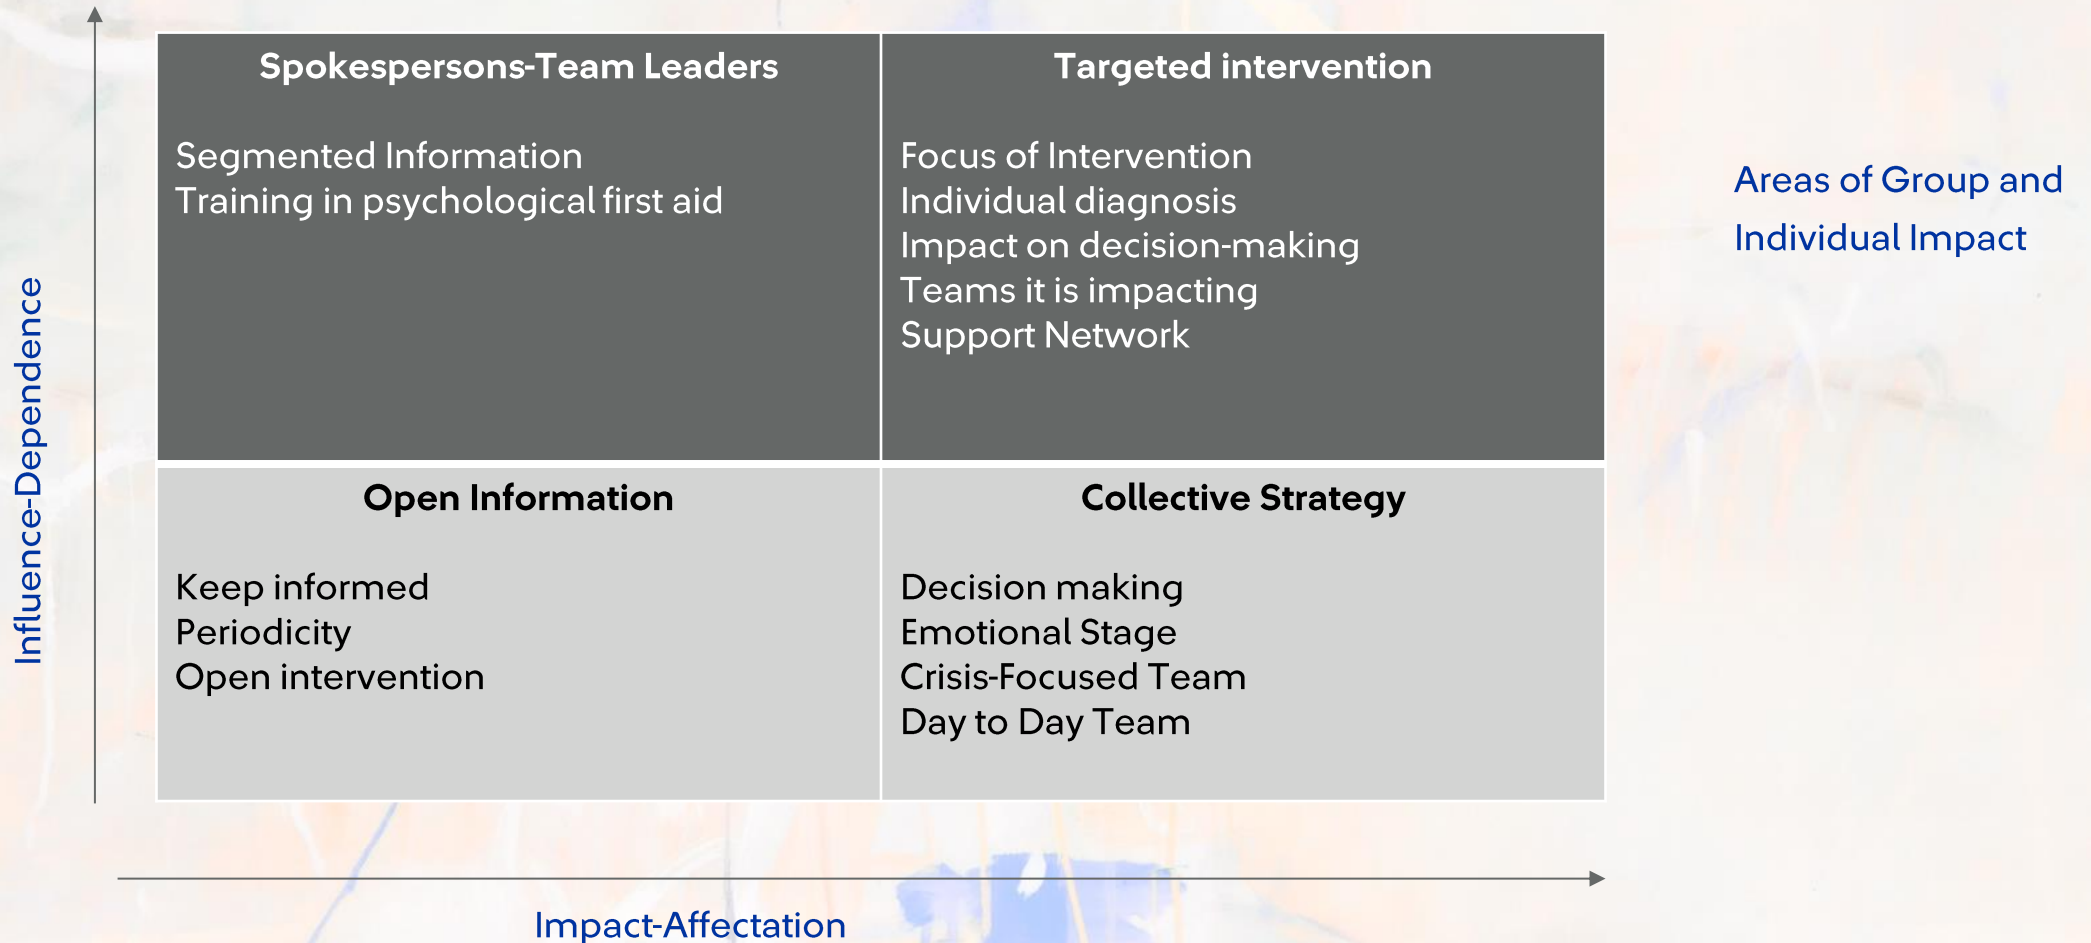 Spokespersons-Team Leaders
Segmented Information
Training in psychological first aid
Targeted intervention
Focus of Intervention
Individual diagnosis
Impact on decision-making
Teams it is impacting
Support Network
Areas of Group and
Individual Impact
Influence-Dependence
Open Information
Keep informed
Periodicity
Open intervention
Collective Strategy
Decision making
Emotional Stage
Crisis-Focused Team
Day to Day Team
Impact-Affectation